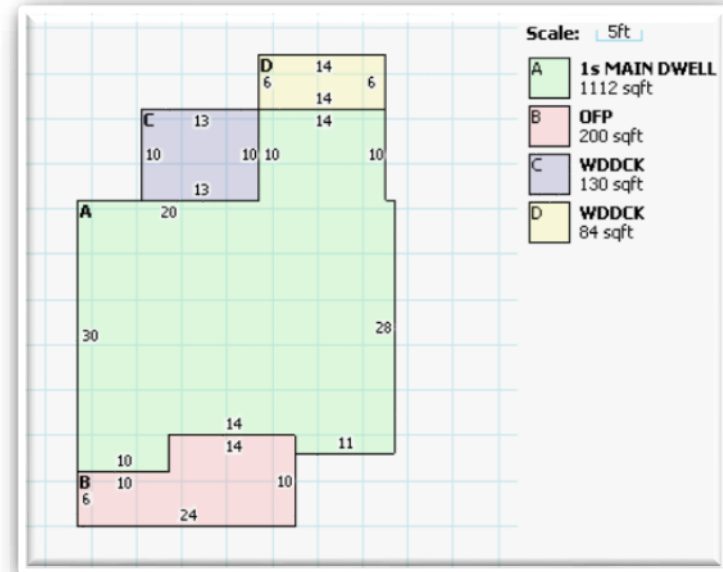 Scale: 5ft
A 1s MAIN DWELL
1112 sqft
B OFP
200 sqft
C WDDCK
130 sqft
D WDDCK
84 sqft
D 14
6 6
14
C 13 14
10 10 10 10
13
A 20
30 28
14
14 11
10
B 10 10
6
24